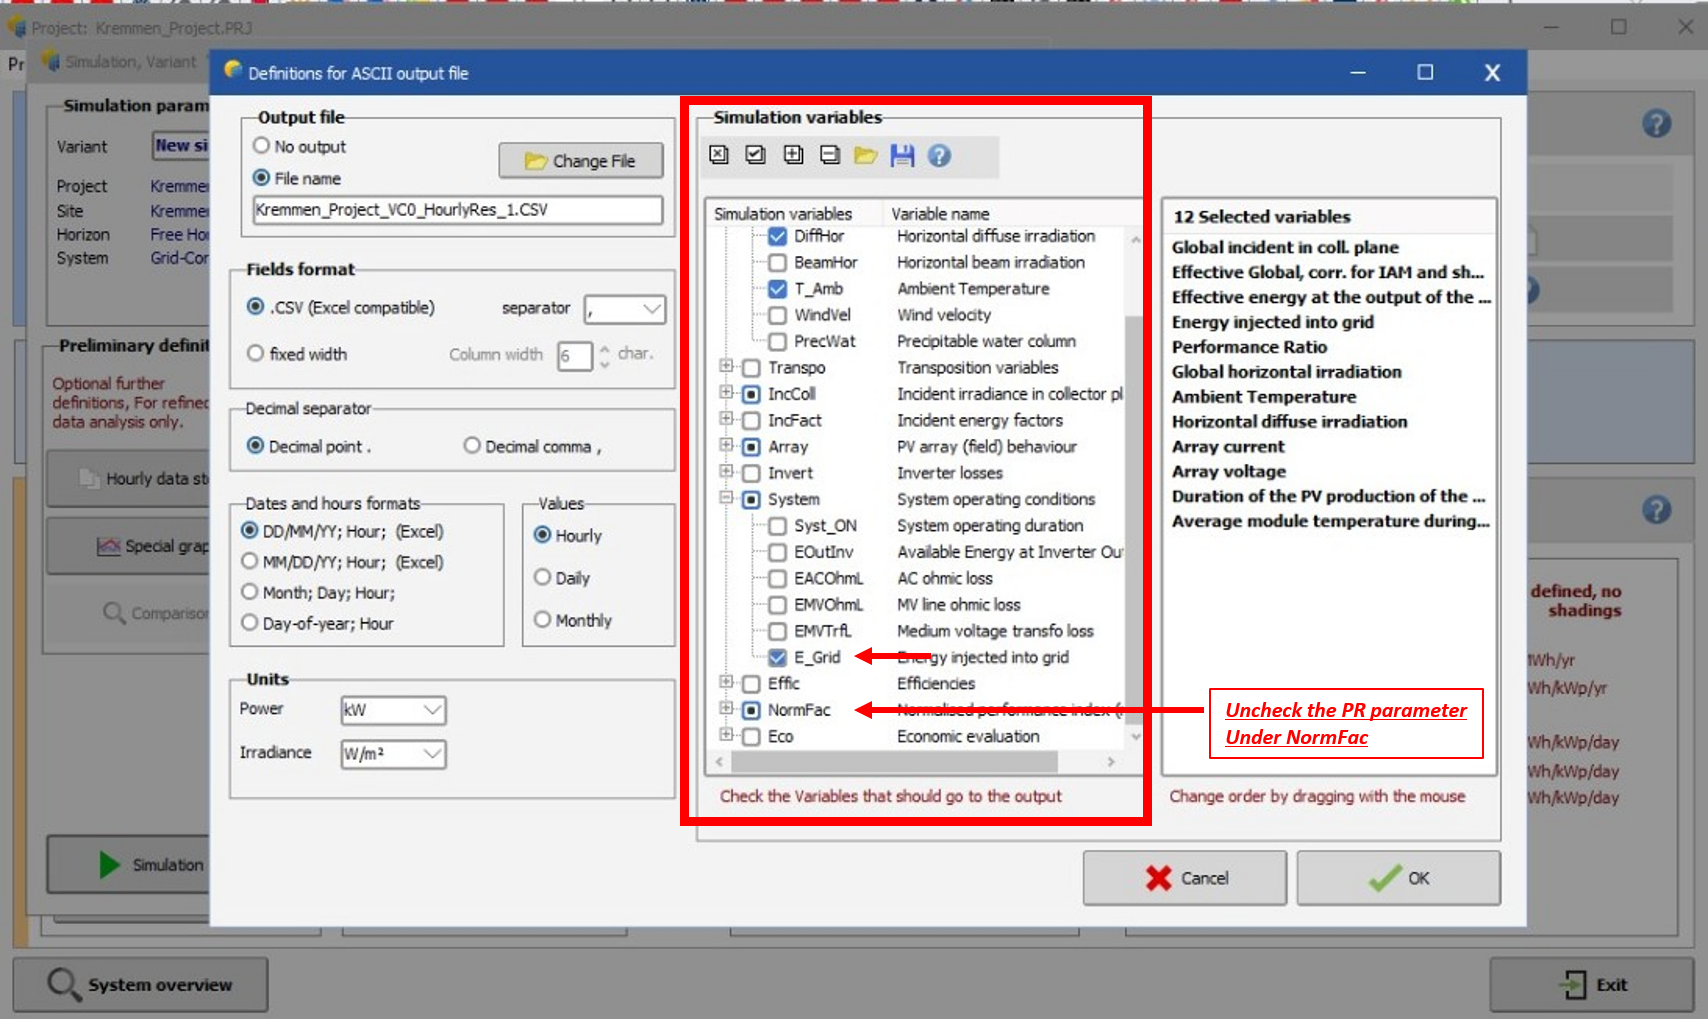 Project: Kremmen_Project.PRJ
Pr
Simulation, Variant
Definitions for ASCII output file
Simulation param
Variant
New si
Project Kremme
Site Kremme
Horizon Free Ho
System Grid-Cor
Preliminary definit
Optional further
definitions, For refined
data analysis only.
Hourly data st
Special grap
Comparisor
Simulation
System overview
Output file
No output
File name
Change File
Kremmen_Project_VC0_HourlyRes_1.CSV
Fields format
.CSV (Excel compatible) separator ,
fixed width Column width 6 char.
Decimal separator
Decimal point . Decimal comma ,
Dates and hours formats
DD/MM/YY; Hour; (Excel)
MM/DD/YY; Hour; (Excel)
Month; Day; Hour;
Day-of-year; Hour
Values
Hourly
Daily
Monthly
Units
Power kW
Irradiance W/m²
Simulation variables
Simulation variables Variable name
DiffHor Horizontal diffuse irradiation
BeamHor Horizontal beam irradiation
T_Amb Ambient Temperature
WindVel Wind velocity
PrecWat Precipitable water column
Transpo Transposition variables
IncColl Incident irradiance in collector pl
IncFact Incident energy factors
Array PV array (field) behaviour
Invert Inverter losses
System System operating conditions
Syst_ON System operating duration
EOutInv Available Energy at Inverter Ou
EACOhmL AC ohmic loss
EMVOhmL MV line ohmic loss
EMVTrfL Medium voltage transfo loss
E_Grid Energy injected into grid
Effic Efficiencies
NormFac Normalised performance index (
Eco Economic evaluation
Check the Variables that should go to the output
12 Selected variables
Global incident in coll. plane
Effective Global, corr. for IAM and sh...
Effective energy at the output of the ...
Energy injected into grid
Performance Ratio
Global horizontal irradiation
Ambient Temperature
Horizontal diffuse irradiation
Array current
Array voltage
Duration of the PV production of the ...
Average module temperature during...
Uncheck the PR parameter
Under NormFac
Change order by dragging with the mouse
Cancel
OK
defined, no
shadings
Wh/yr
Wh/kWp/yr
Wh/kWp/day
Wh/kWp/day
Wh/kWp/day
Exit